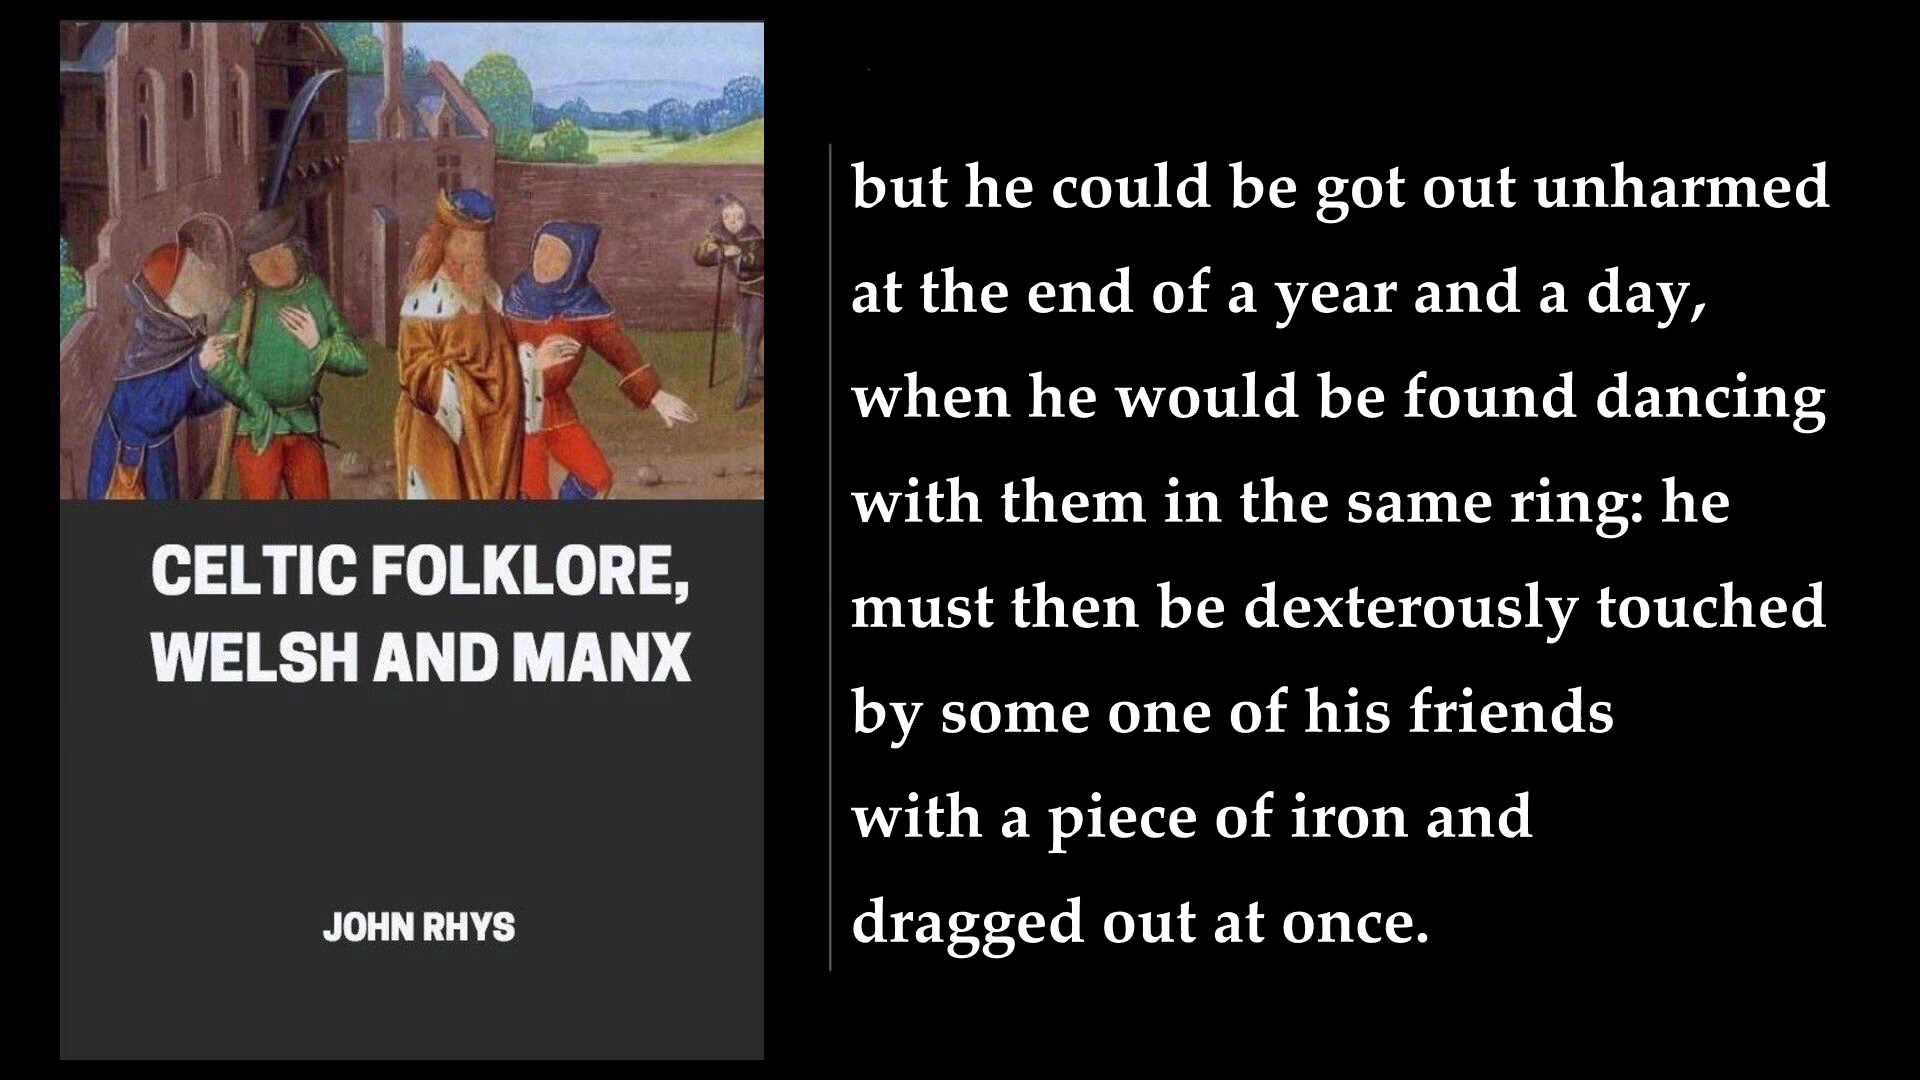 CELTIC FOLKLORE,
WELSH AND MANX
JOHN RHYS
but he could be got out unharmed
at the end of a year and a day,
when he would be found dancing
with them in the same ring: he
must then be dexterously touched
by some one of his friends
with a piece of iron and
dragged out at once.